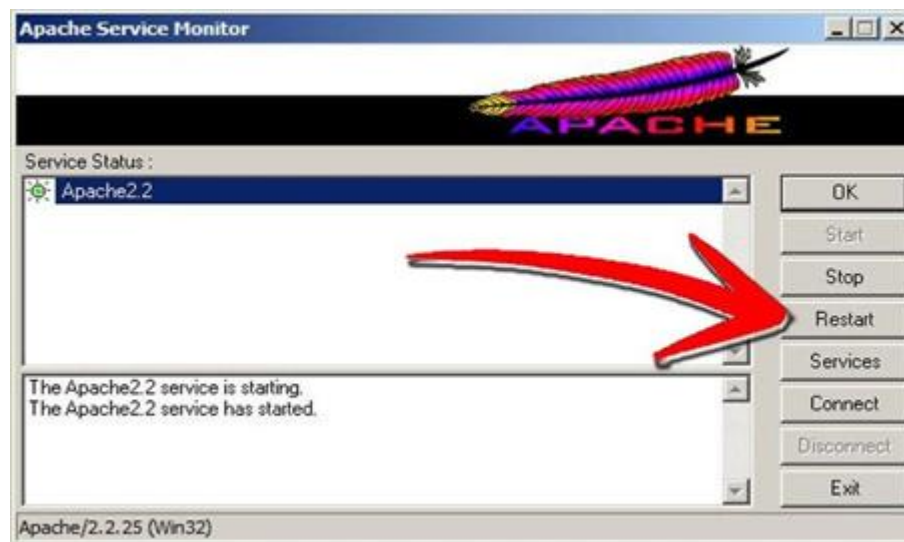 Apache Service Monitor
APACHE
Service Status :
Apache2.2
OK
Start
Stop
Restart
Services
Connect
Disconnect
Exit
The Apache2.2 service is starting.
The Apache2.2 service has started.
Apache/2.2.25 (Win32)